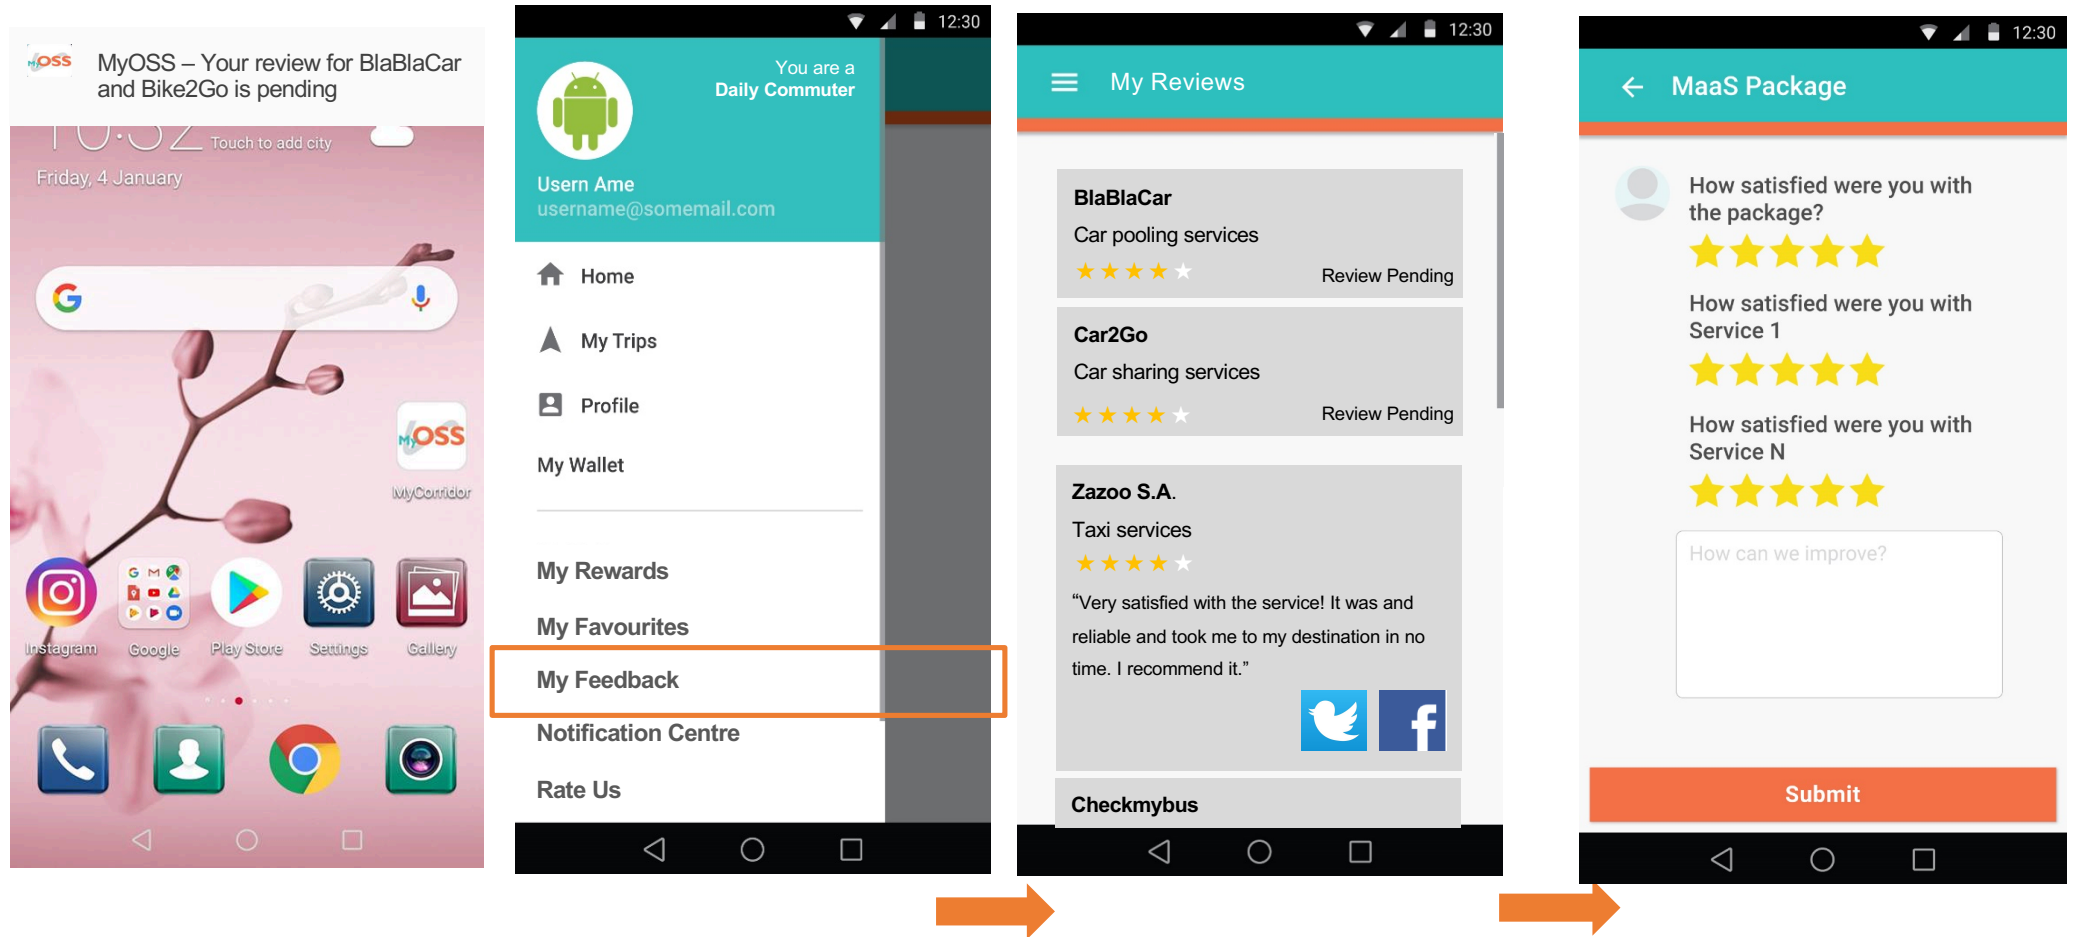 MyOSS
MyOSS – Your review for BlaBlaCar
and Bike2Go is pending
Touch to add city
Friday, 4 January
MyOSS
MyCorridor
Instagram
Google
Play Store
Settings
Gallery
12:30
You are a
Daily Commuter
Usern Ame
username@somemail.com
Home
My Trips
Profile
My Wallet
My Rewards
My Favourites
My Feedback
Notification Centre
Rate Us
12:30
My Reviews
BlaBlaCar
Car pooling services
Review Pending
Car2Go
Car sharing services
Review Pending
Zazoo S.A.
Taxi services
“Very satisfied with the service! It was and
reliable and took me to my destination in no
time. I recommend it.”
Checkmybus
12:30
MaaS Package
How satisfied were you with
the package?
How satisfied were you with
Service 1
How satisfied were you with
Service N
How can we improve?
Submit